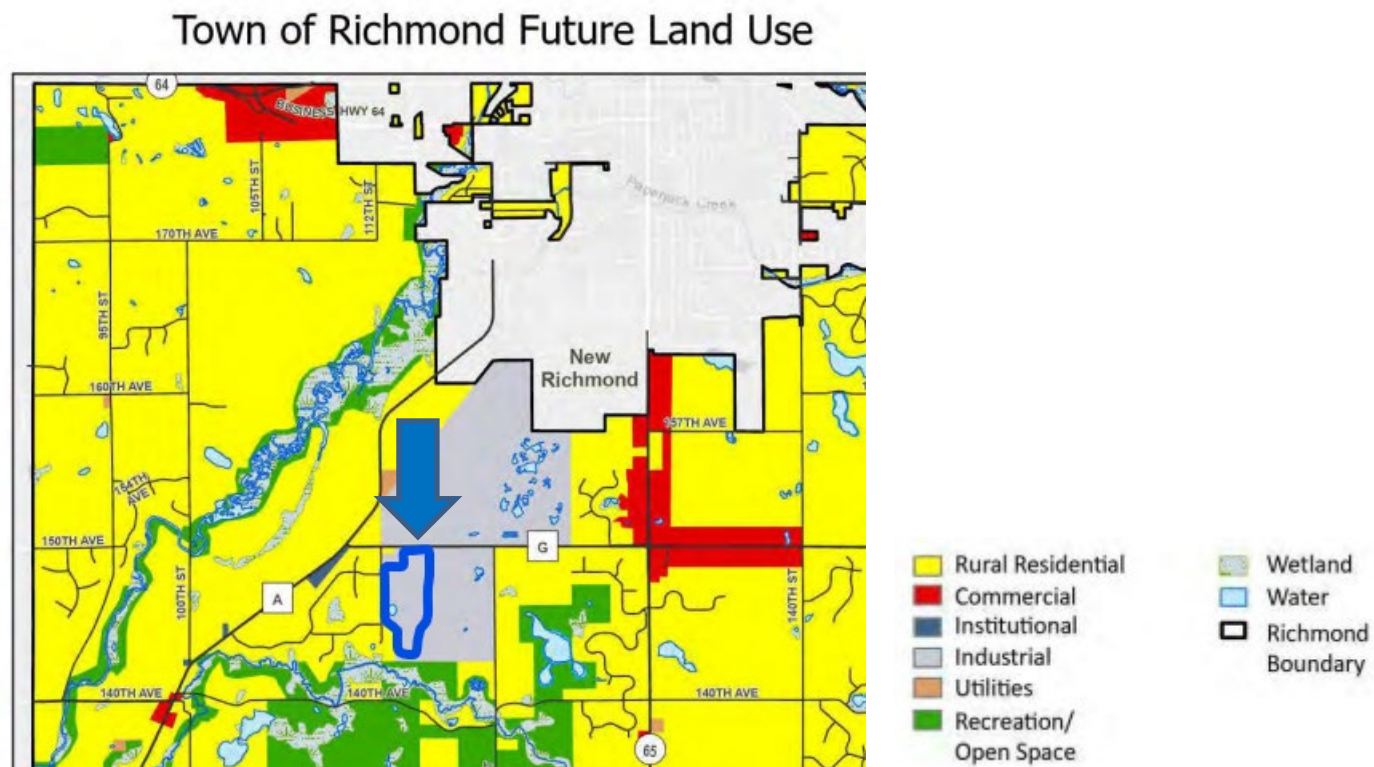 Town of Richmond Future Land Use
64
BUSINESS HWY 64
105TH ST
112TH ST
Paperjack Creek
170TH AVE
95TH ST
160TH AVE
New
Richmond
157TH AVE
154TH
AVE
150TH AVE
G
100TH ST
A
140TH ST
140TH AVE
140TH AVE
140TH AVE
65
Rural Residential
Commercial
Institutional
Industrial
Utilities
Recreation/
Open Space
Wetland
Water
Richmond
Boundary